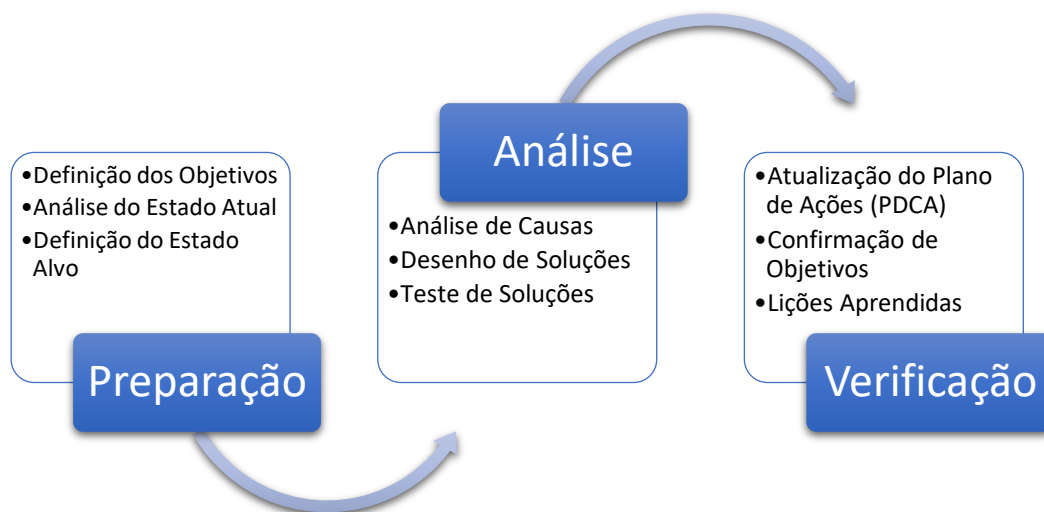 •Definição dos Objetivos
•Análise do Estado Atual
•Definição do Estado
Alvo
Preparação
Análise
•Análise de Causas
•Desenho de Soluções
•Teste de Soluções
•Atualização do Plano
de Ações (PDCA)
•Confirmação de
Objetivos
•Lições Aprendidas
Verificação